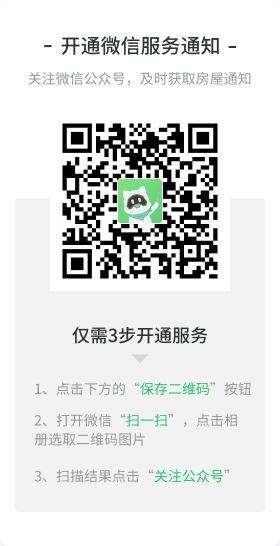 - 开通微信服务通知 -
关注微信公众号，及时获取房屋通知
仅需3步开通服务
1、点击下方的“保存二维码”按钮
2、打开微信“扫一扫”，点击相
册选取二维码图片
3、扫描结果点击“关注公众号”